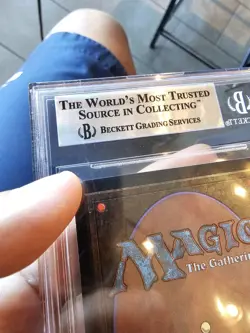 THE WORLD'S MOST TRUSTED
SOURCE IN COLLECTING™
B BECKETT GRADING SERVICES
B
MAGIC
The Gathering